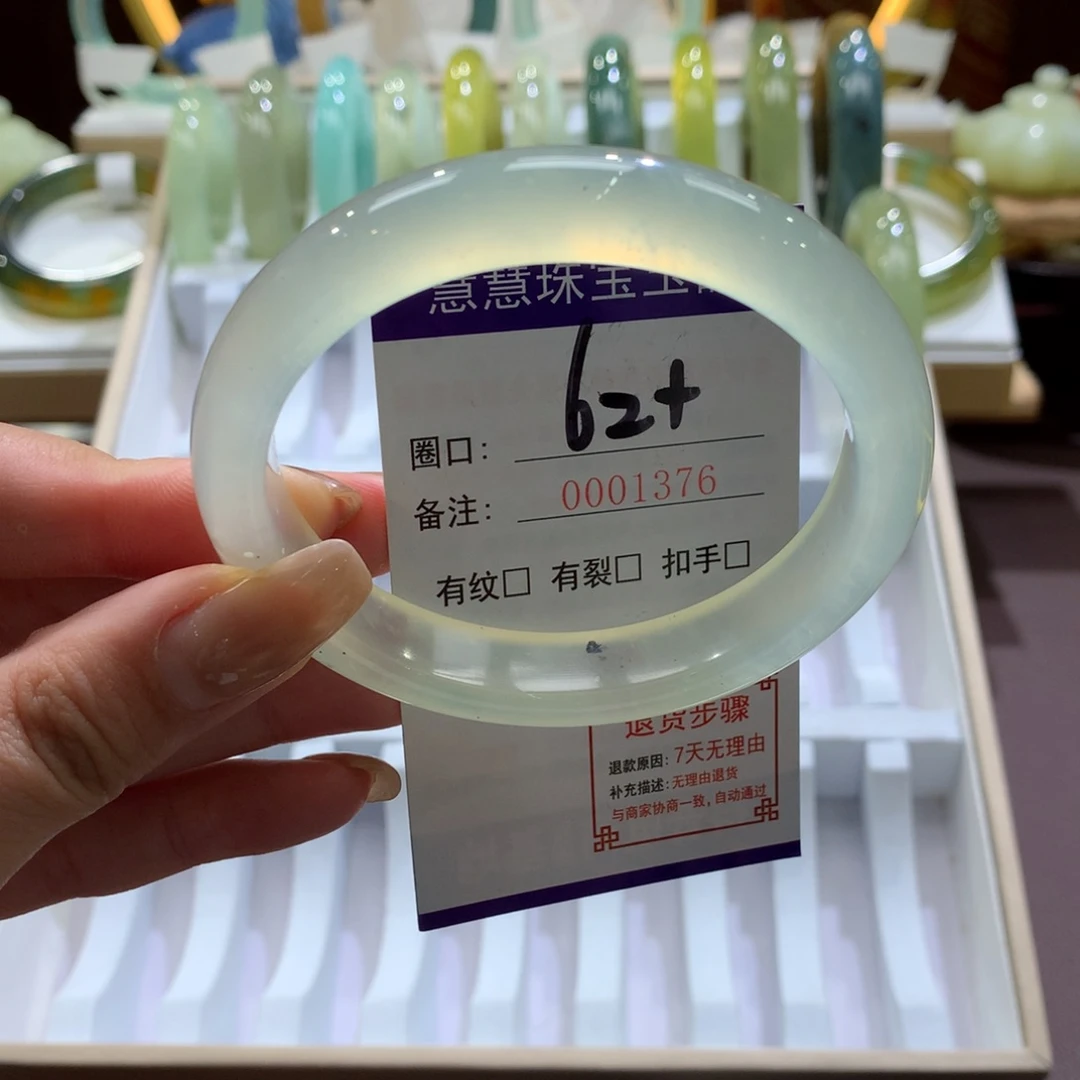 慧慧珠宝玉
62+
圈口:
备注: 0001376
有纹□ 有裂□ 扣手□
退货步骤
退款原因: 7天无理由
补充描述: 无理由退货
与商家协商一致, 自动通过